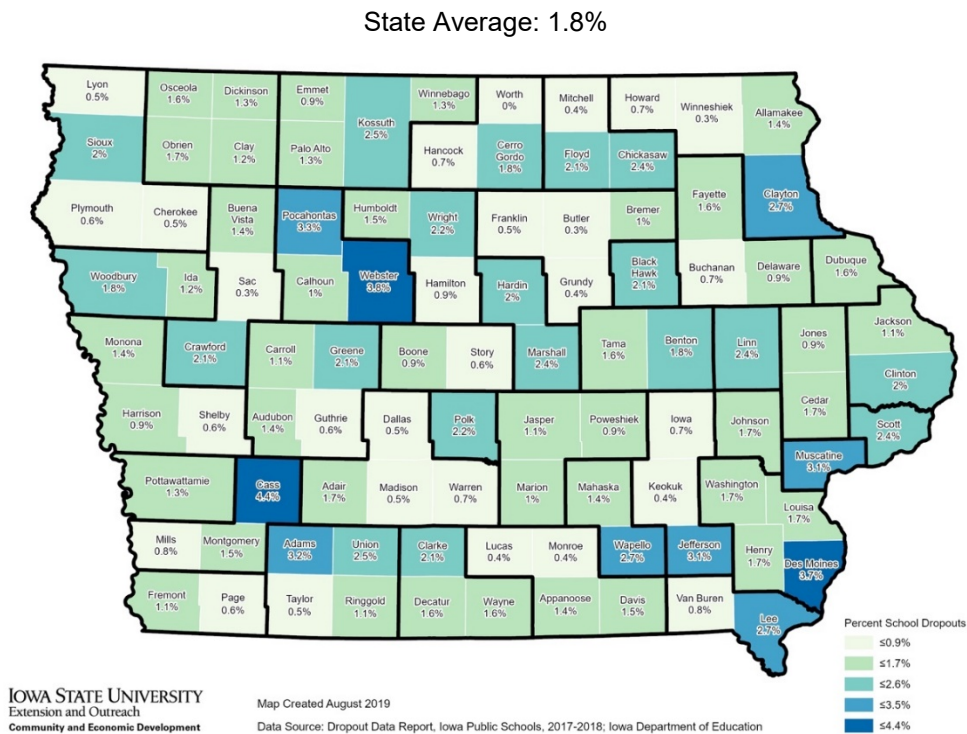 State Average: 1.8%
Lyon
0.5%
Osceola
1.6%
Dickinson
1.3%
Emmet
0.9%
Kossuth
2.5%
Winnebago
1.3%
Worth
0%
Mitchell
0.4%
Howard
0.7%
Winneshiek
0.3%
Allamakee
1.4%
Sioux
2%
Obrien
1.7%
Clay
1.2%
Palo Alto
1.3%
Hancock
0.7%
Cerro
Gordo
1.8%
Floyd
2.1%
Chickasaw
2.4%
Plymouth
0.6%
Cherokee
0.5%
Buena
Vista
1.4%
Pocahontas
3.3%
Humboldt
1.5%
Wright
2.2%
Franklin
0.5%
Butler
0.3%
Bremer
1%
Fayette
1.6%
Clayton
2.7%
Woodbury
1.8%
Ida
1.2%
Sac
0.3%
Calhoun
1%
Webster
3.8%
Hamilton
0.9%
Hardin
2%
Grundy
0.4%
Black
Hawk
2.1%
Buchanan
0.7%
Delaware
0.9%
Dubuque
1.6%
Monona
1.4%
Crawford
2.1%
Carroll
1.1%
Greene
2.1%
Boone
0.9%
Story
0.6%
Marshall
2.4%
Tama
1.6%
Benton
1.8%
Linn
2.4%
Jones
0.9%
Jackson
1.1%
Clinton
2%
Harrison
0.9%
Shelby
0.6%
Audubon
1.4%
Guthrie
0.6%
Dallas
0.5%
Polk
2.2%
Jasper
1.1%
Poweshiek
0.9%
Iowa
0.7%
Johnson
1.7%
Cedar
1.7%
Scott
2.4%
Muscatine
3.1%
Pottawattamie
1.3%
Cass
4.4%
Adair
1.7%
Madison
0.5%
Warren
0.7%
Marion
1%
Mahaska
1.4%
Keokuk
0.4%
Washington
1.7%
Louisa
1.7%
Mills
0.8%
Montgomery
1.5%
Adams
3.2%
Union
2.5%
Clarke
2.1%
Lucas
0.4%
Monroe
0.4%
Wapello
2.7%
Jefferson
3.1%
Henry
1.7%
Des Moines
3.7%
Fremont
1.1%
Page
0.6%
Taylor
0.5%
Ringgold
1.1%
Decatur
1.6%
Wayne
1.6%
Appanoose
1.4%
Davis
1.5%
Van Buren
0.8%
Lee
2.7%
Percent School Dropouts
≤0.9%
≤1.7%
≤2.6%
≤3.5%
≤4.4%
IOWA STATE UNIVERSITY
Extension and Outreach
Community and Economic Development
Map Created August 2019
Data Source: Dropout Data Report, Iowa Public Schools, 2017-2018; Iowa Department of Education